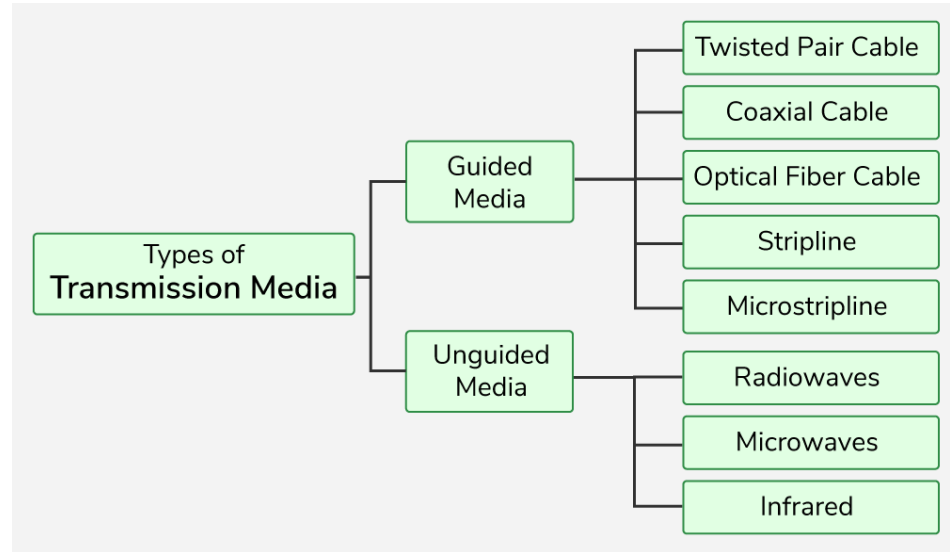 Types of
Transmission Media
Guided
Media
Twisted Pair Cable
Coaxial Cable
Optical Fiber Cable
Stripline
Microstripline
Unguided
Media
Radiowaves
Microwaves
Infrared